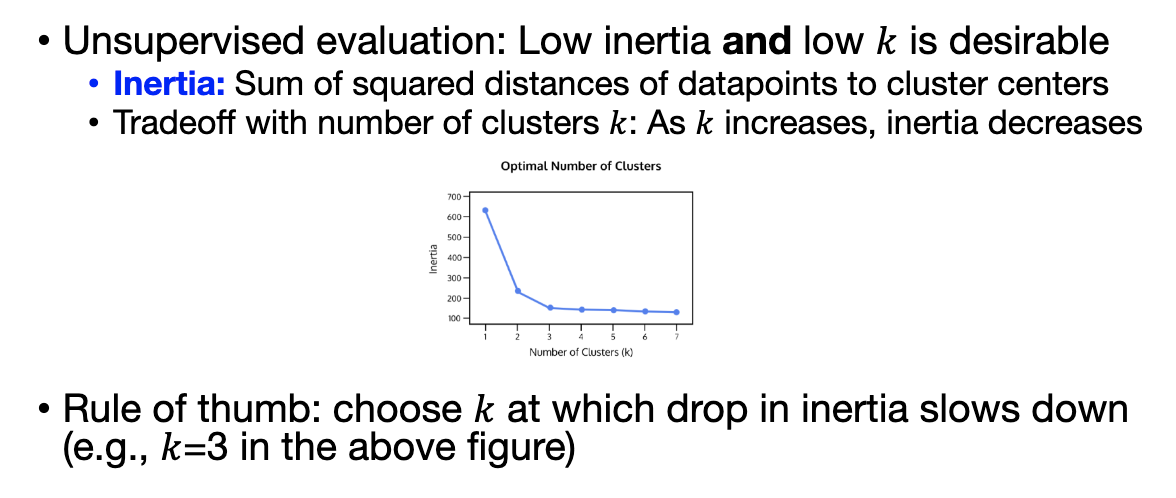 • Unsupervised evaluation: Low inertia and low k is desirable
• Inertia: Sum of squared distances of datapoints to cluster centers
• Tradeoff with number of clusters k: As k increases, inertia decreases
Optimal Number of Clusters
700
600
500
400
300
200
100
Inertia
1 2 3 4 5 6 7
Number of Clusters (k)
• Rule of thumb: choose k at which drop in inertia slows down
(e.g., k=3 in the above figure)